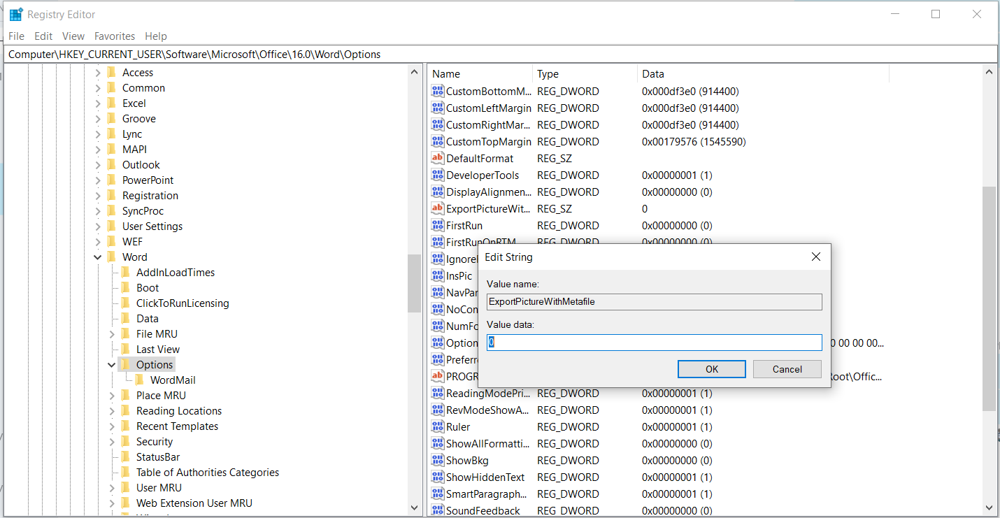 Registry Editor
File Edit View Favorites Help
Computer\HKEY_CURRENT_USER\Software\Microsoft\Office\16.0\Word\Options
Access
Common
Excel
Groove
Lync
MAPI
Outlook
PowerPoint
Registration
SyncProc
User Settings
WEF
Word
AddInLoadTimes
Boot
ClickToRunLicensing
Data
File MRU
Last View
Options
WordMail
Place MRU
Reading Locations
Recent Templates
Security
StatusBar
Table of Authorities Categories
User MRU
Web Extension User MRU
Name Type Data
CustomBottomM... REG_DWORD 0x000df3e0 (914400)
CustomLeftMargin REG_DWORD 0x000df3e0 (914400)
CustomRightMar... REG_DWORD 0x000df3e0 (914400)
CustomTopMargin REG_DWORD 0x00179576 (1545590)
DefaultFormat REG_SZ
DeveloperTools REG_DWORD 0x00000001 (1)
DisplayAlignmen... REG_DWORD 0x00000000 (0)
ExportPictureWit... REG_SZ 0
FirstRun REG_DWORD 0x00000000 (0)
FirstRunOnRTM REG_DWORD 0x00000000 (0)
InsPic
NavPar
NoCon
NumFo
Option 0 00 00 00...
Prefer
PROGR Root\Offic...
ReadingModePri... REG_DWORD 0x00000001 (1)
RevModeShowA... REG_DWORD 0x00000001 (1)
Ruler REG_DWORD 0x00000001 (1)
ShowAllFormatti... REG_DWORD 0x00000000 (0)
ShowBkg REG_DWORD 0x00000000 (0)
ShowHiddenText REG_DWORD 0x00000001 (1)
SmartParagraph... REG_DWORD 0x00000001 (1)
SoundFeedback REG_DWORD 0x00000000 (0)
Edit String
Value name:
ExportPictureWithMetafile
Value data:
0
OK Cancel